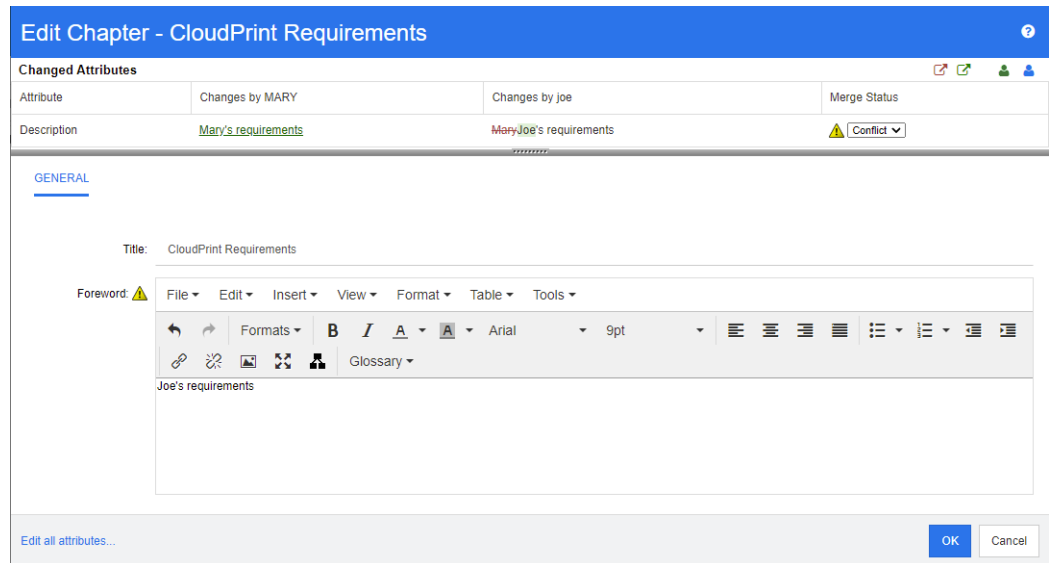 Edit Chapter - CloudPrint Requirements
Changed Attributes
Attribute Changes by MARY Changes by joe Merge Status
Description Mary's requirements MaryJoe's requirements Conflict
GENERAL
Title: CloudPrint Requirements
Foreword: File Edit Insert View Format Table Tools
Formats B I A A Arial 9pt
Glossary
Joe's requirements
Edit all attributes... OK Cancel